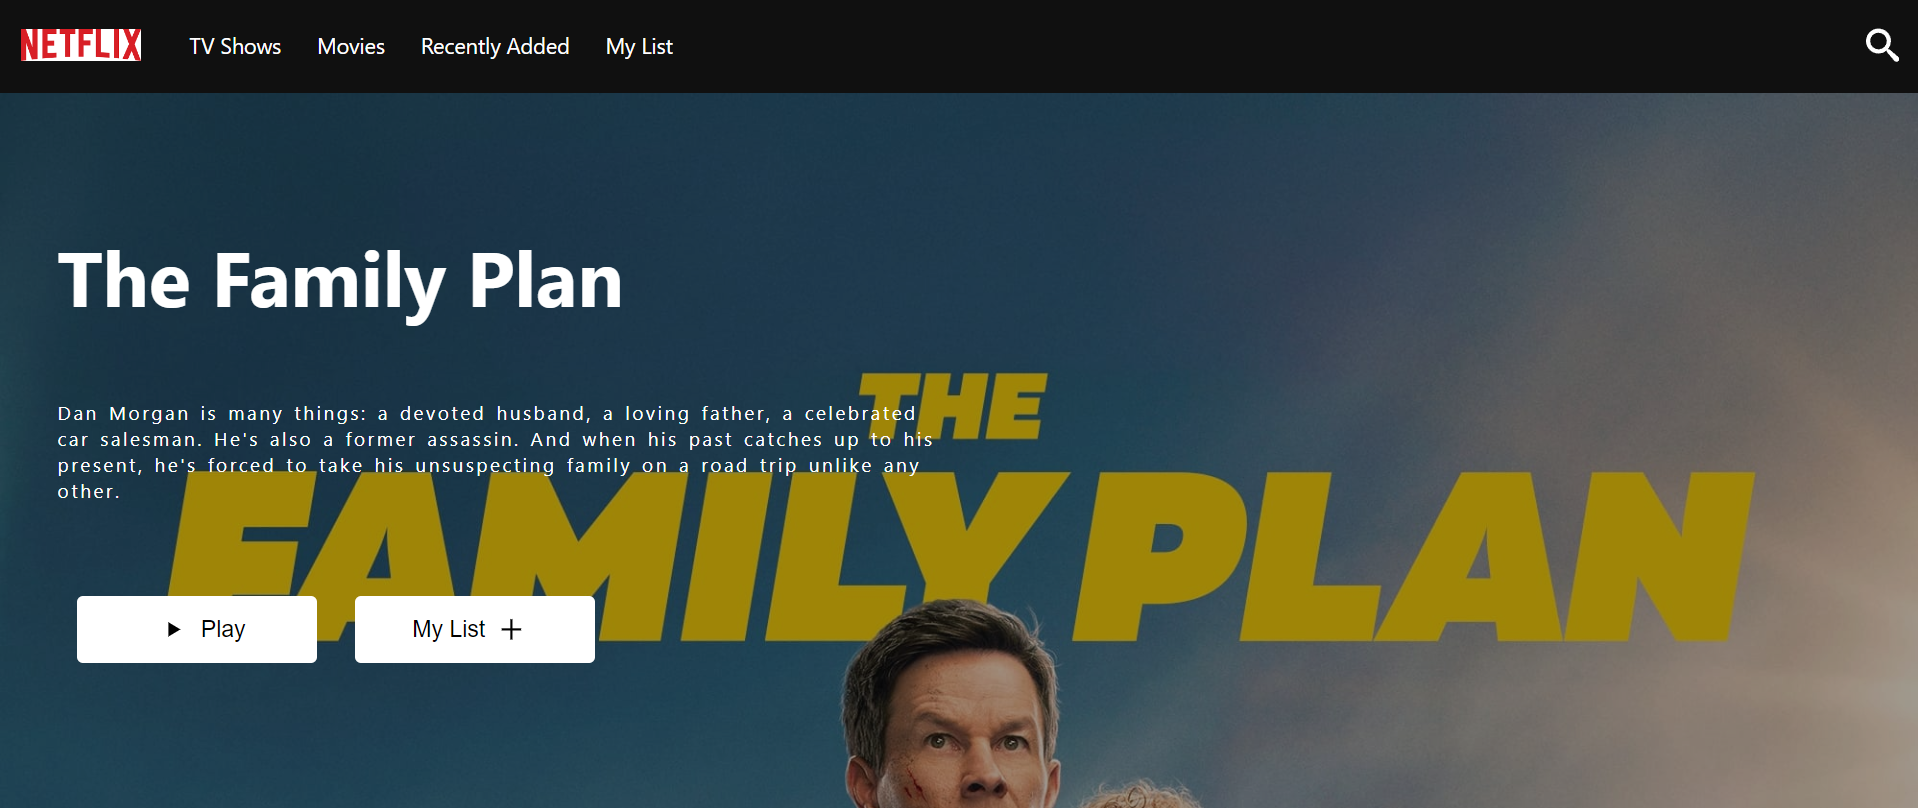 NETFLIX TV Shows Movies Recently Added My List
The Family Plan
THE
Dan Morgan is many things: a devoted husband, a loving father, a celebrated
car salesman. He's also a former assassin. And when his past catches up to his
present, he's forced to take his unsuspecting family on a road trip unlike any
other.
FAMILY PLAN
Play My List